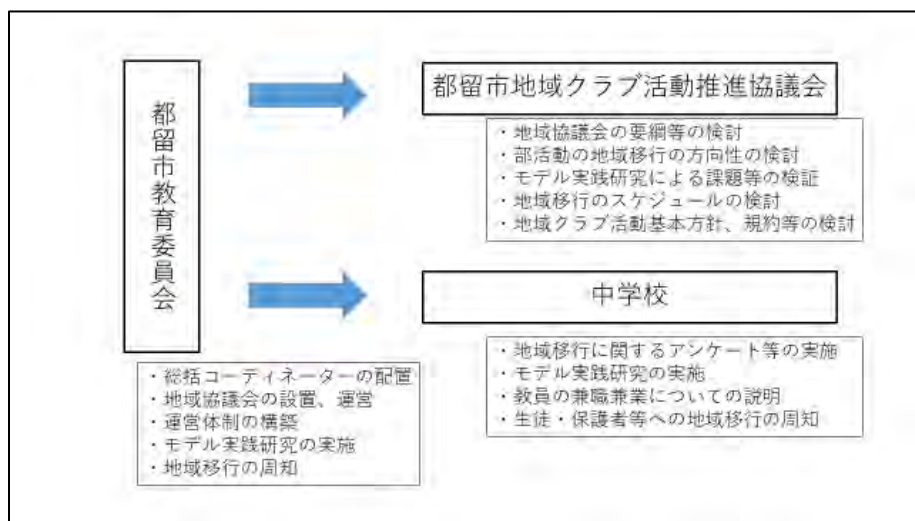 都留市教育委員会
・総括コーディネーターの配置
・地域協議会の設置、運営
・運営体制の構築
・モデル実践研究の実施
・地域移行の周知
都留市地域クラブ活動推進協議会
・地域協議会の要綱等の検討
・部活動の地域移行の方向性の検討
・モデル実践研究による課題等の検証
・地域移行のスケジュールの検討
・地域クラブ活動基本方針、規約等の検討
中学校
・地域移行に関するアンケート等の実施
・モデル実践研究の実施
・教員の兼職兼業についての説明
・生徒・保護者等への地域移行の周知